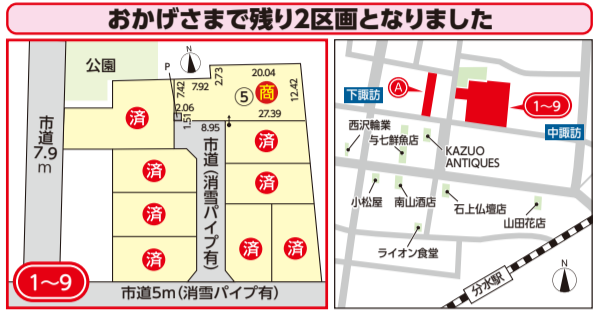 おかげさまで残り2区画となりました
公園
N
P
7.42
7.92
2.73
20.04
12.42
⑤
商
2.06
1.51
27.39
8.95
済
済
済
済
済
済
済
済
市道
7.9
m
市道(消雪パイプ有)
市道5m(消雪パイプ有)
1〜9
A
1〜9
下諏訪
中諏訪
西沢輪業
与七鮮魚店
KAZUO
ANTIQUES
小松屋
南山酒店
石上仏壇店
山田花店
ライオン食堂
分水駅
N